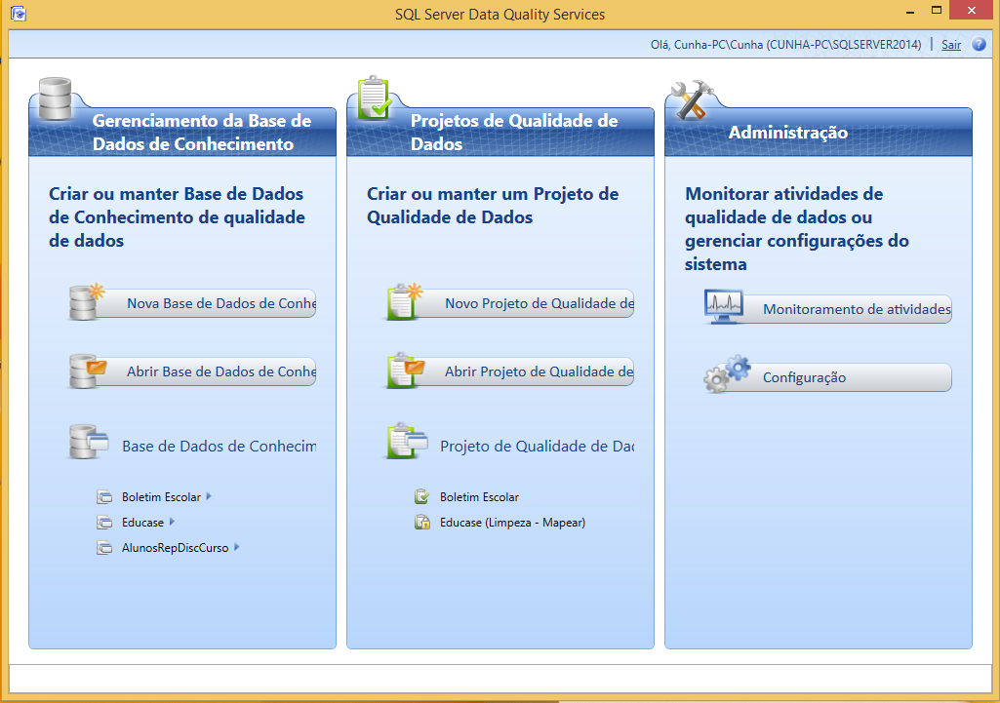 SQL Server Data Quality Services
Olá, Cunha-PC\Cunha (CUNHA-PC\SQLSERVER2014) | Sair
Gerenciamento da Base de
Dados de Conhecimento
Criar ou manter Base de Dados
de Conhecimento de qualidade
de dados
Nova Base de Dados de Conhe
Abrir Base de Dados de Conhe
Base de Dados de Conhecim
Boletim Escolar
Educase
AlunosRepDiscCurso
Projetos de Qualidade de
Dados
Criar ou manter um Projeto de
Qualidade de Dados
Novo Projeto de Qualidade de
Abrir Projeto de Qualidade de
Projeto de Qualidade de Dad
Boletim Escolar
Educase (Limpeza - Mapear)
Administração
Monitorar atividades de
qualidade de dados ou
gerenciar configurações do
sistema
Monitoramento de atividades
Configuração